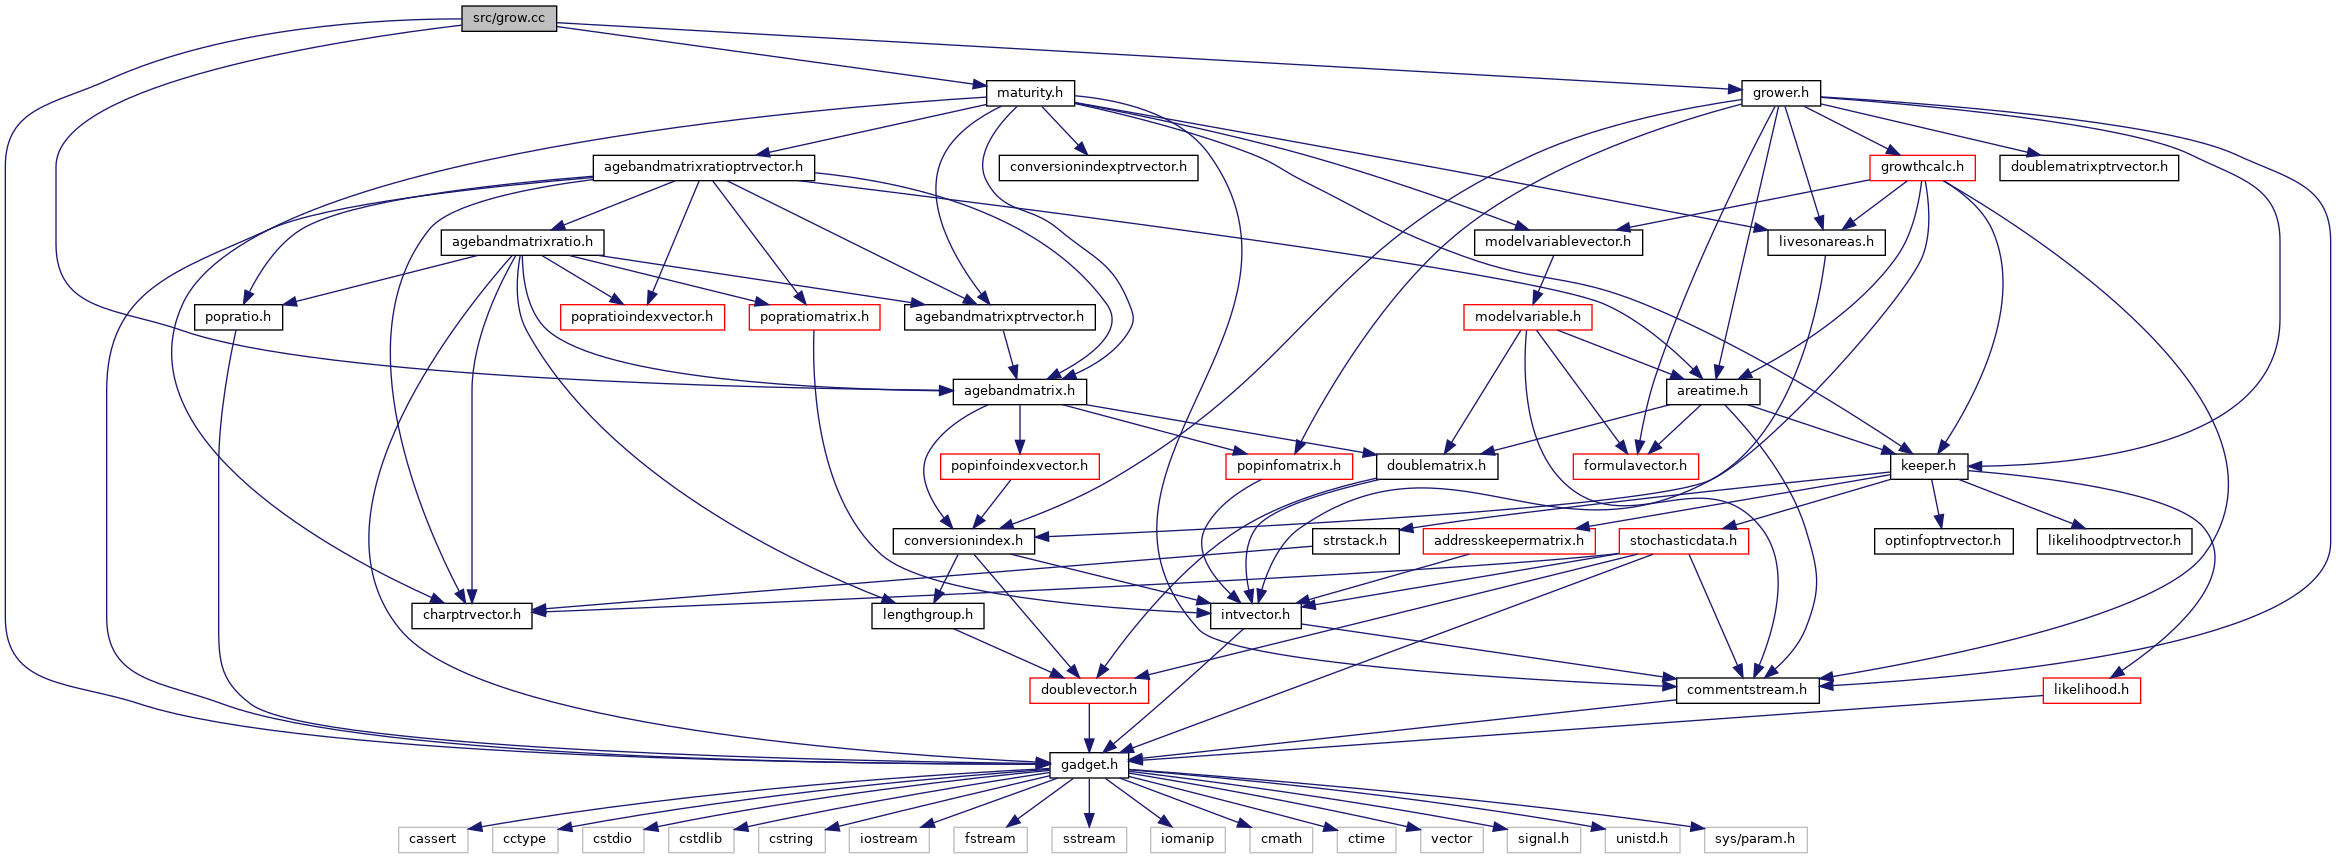 src/grow.cc
maturity.h
grower.h
agebandmatrixratioptrvector.h
conversionindexptrvector.h
growthcalc.h
doublematrixptrvector.h
agebandmatrixratio.h
modelvariablevector.h
livesonareas.h
popratio.h
popratioindexvector.h
popratiomatrix.h
agebandmatrixptrvector.h
modelvariable.h
agebandmatrix.h
areatime.h
popinfoindexvector.h
popinfomatrix.h
doublematrix.h
formulavector.h
keeper.h
conversionindex.h
strstack.h
addresskeepermatrix.h
stochasticdata.h
optinfoptrvector.h
likelihoodptrvector.h
charptrvector.h
lengthgroup.h
intvector.h
doublevector.h
commentstream.h
likelihood.h
gadget.h
cassert
cctype
cstdio
cstdlib
cstring
iostream
fstream
sstream
iomanip
cmath
ctime
vector
signal.h
unistd.h
sys/param.h